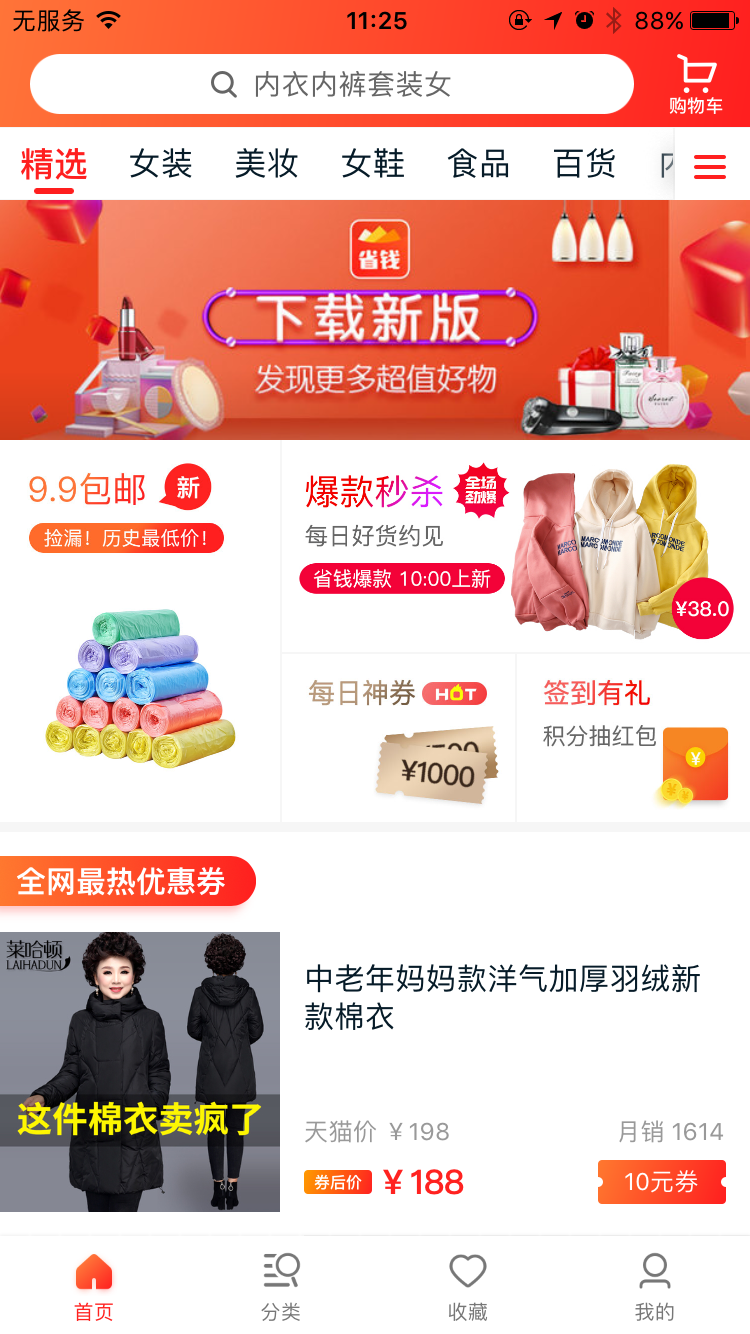 无服务 11:25 88%
内衣内裤套装女
购物车
精选 女装 美妆 女鞋 食品 百货
省钱
下载新版
发现更多超值好物
9.9包邮 新
捡漏！历史最低价！
爆款秒杀 全场劲爆
每日好货约见
省钱爆款 10:00上新
MARCOMONDE
MARCOMONDE
¥38.0
每日神券 HOT
¥1000
签到有礼
积分抽红包
¥
全网最热优惠券
莱哈顿
LAIHADUN
这件棉衣卖疯了
中老年妈妈款洋气加厚羽绒新
款棉衣
天猫价 ¥198 月销 1614
券后价 ¥188 10元券
首页 分类 收藏 我的